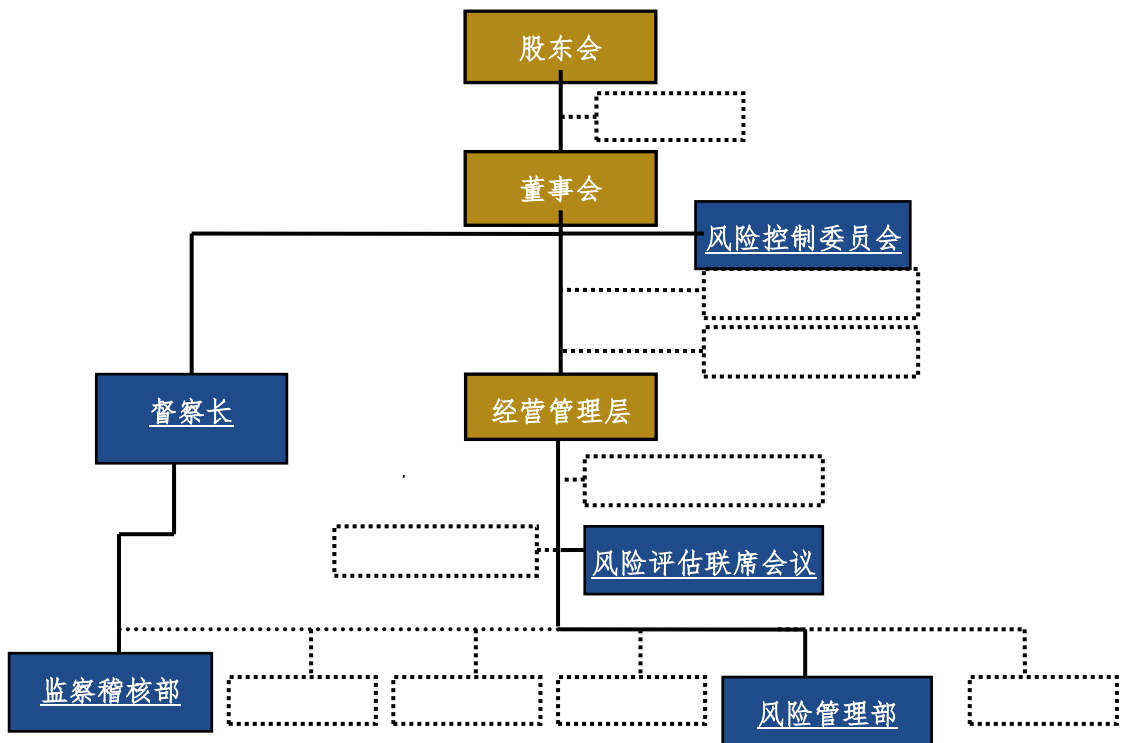 股东会
董事会
风险控制委员会
督察长
经营管理层
风险评估联席会议
监察稽核部
风险管理部